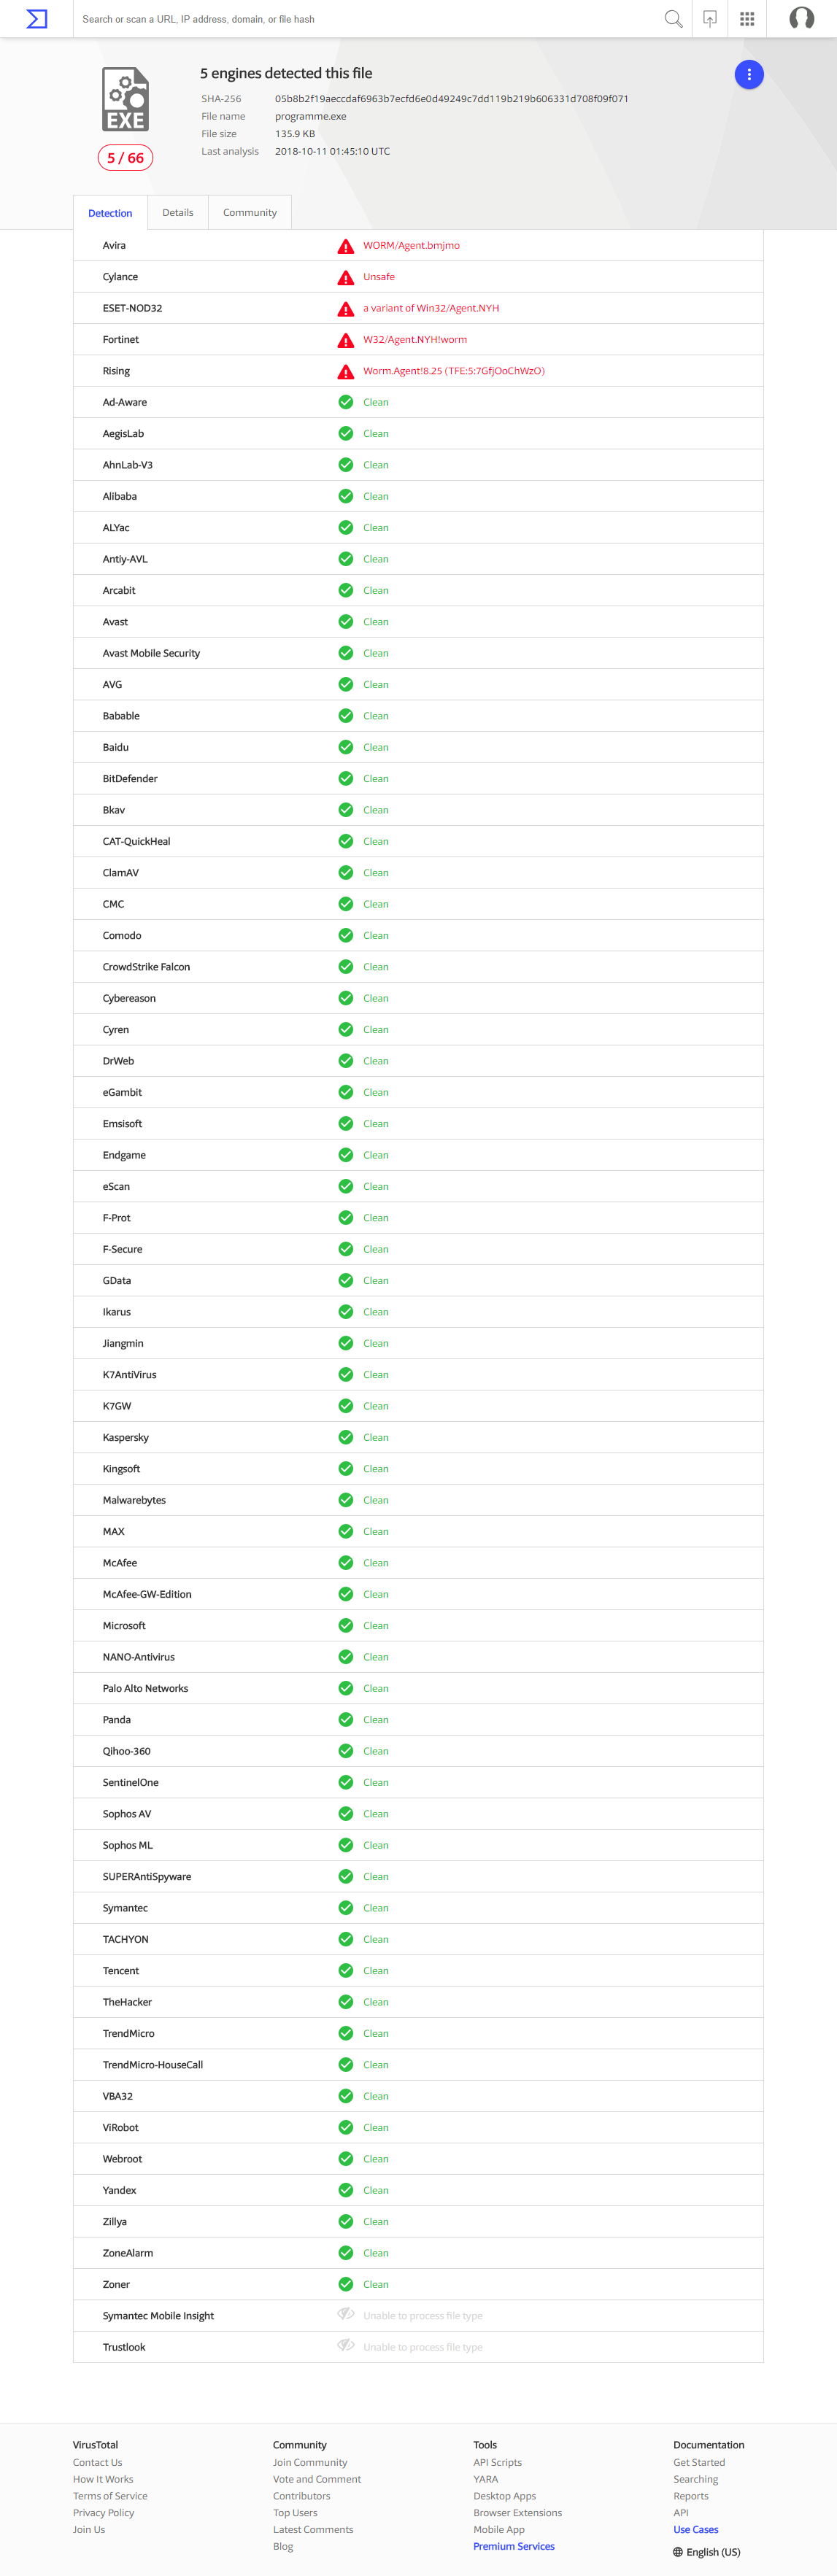 Search or scan a URL, IP address, domain, or file hash
EXE
5 / 66
5 engines detected this file
SHA-256 05b8b2f19aeccdaf6963b7ecfd6e0d49249c7dd119b219b606331d708f09f071
File name programme.exe
File size 135.9 KB
Last analysis 2018-10-11 01:45:10 UTC
Detection Details Community
Avira WORM/Agent.bmjmo
Cylance Unsafe
ESET-NOD32 a variant of Win32/Agent.NYH
Fortinet W32/Agent.NYH!worm
Rising Worm.Agent!8.25 (TFE:5:7GfjOoChWzO)
Ad-Aware Clean
AegisLab Clean
AhnLab-V3 Clean
Alibaba Clean
ALYac Clean
Antiy-AVL Clean
Arcabit Clean
Avast Clean
Avast Mobile Security Clean
AVG Clean
Babable Clean
Baidu Clean
BitDefender Clean
Bkav Clean
CAT-QuickHeal Clean
ClamAV Clean
CMC Clean
Comodo Clean
CrowdStrike Falcon Clean
Cybereason Clean
Cyren Clean
DrWeb Clean
eGambit Clean
Emsisoft Clean
Endgame Clean
eScan Clean
F-Prot Clean
F-Secure Clean
GData Clean
Ikarus Clean
Jiangmin Clean
K7AntiVirus Clean
K7GW Clean
Kaspersky Clean
Kingsoft Clean
Malwarebytes Clean
MAX Clean
McAfee Clean
McAfee-GW-Edition Clean
Microsoft Clean
NANO-Antivirus Clean
Palo Alto Networks Clean
Panda Clean
Qihoo-360 Clean
SentinelOne Clean
Sophos AV Clean
Sophos ML Clean
SUPERAntiSpyware Clean
Symantec Clean
TACHYON Clean
Tencent Clean
TheHacker Clean
TrendMicro Clean
TrendMicro-HouseCall Clean
VBA32 Clean
ViRobot Clean
Webroot Clean
Yandex Clean
Zillya Clean
ZoneAlarm Clean
Zoner Clean
Symantec Mobile Insight Unable to process file type
Trustlook Unable to process file type
VirusTotal
Contact Us
How It Works
Terms of Service
Privacy Policy
Join Us
Community
Join Community
Vote and Comment
Contributors
Top Users
Latest Comments
Blog
Tools
API Scripts
YARA
Desktop Apps
Browser Extensions
Mobile App
Premium Services
Documentation
Get Started
Searching
Reports
API
Use Cases
English (US)